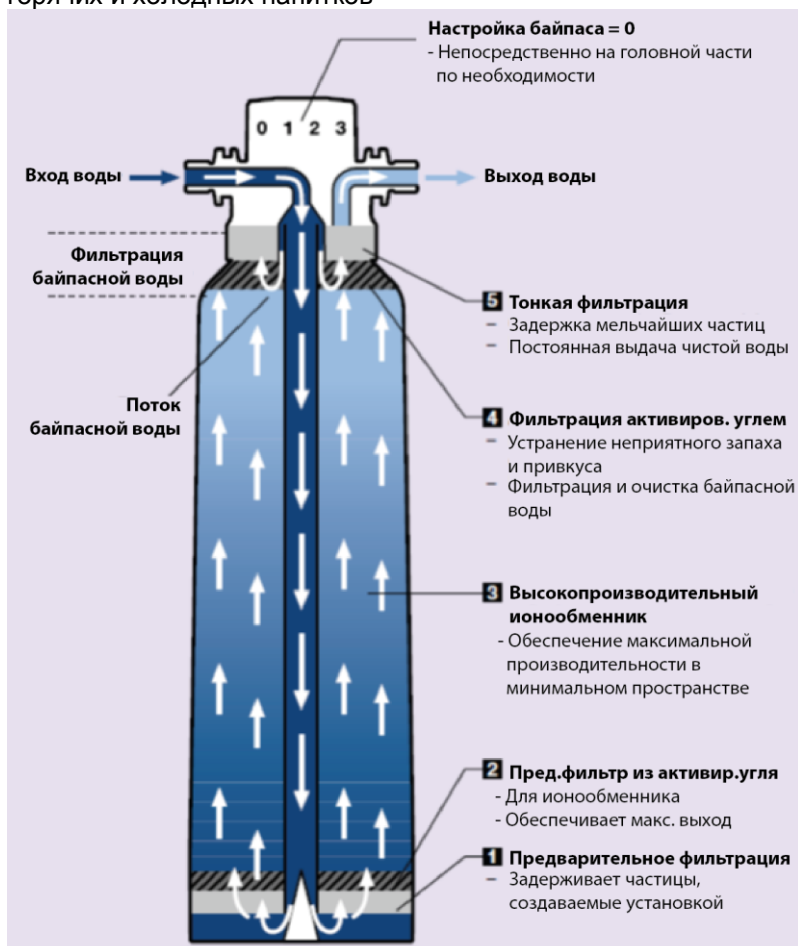 горячих и холодных напитков
Настройка байпаса = 0
- Непосредственно на головной части
по необходимости
0 1 2 3
Вход воды
Выход воды
Фильтрация
байпасной воды
5 Тонкая фильтрация
– Задержка мельчайших частиц
– Постоянная выдача чистой воды
Поток
байпасной воды
4 Фильтрация активиров. углем
– Устранение неприятного запаха
и привкуса
– Фильтрация и очистка байпасной
воды
3 Высокопроизводительный
ионообменник
- Обеспечение максимальной
производительности в
минимальном пространстве
2 Пред.фильтр из активир.угля
- Для ионообменника
- Обеспечивает макс. выход
1 Предварительное фильтрация
– Задерживает частицы,
создаваемые установкой